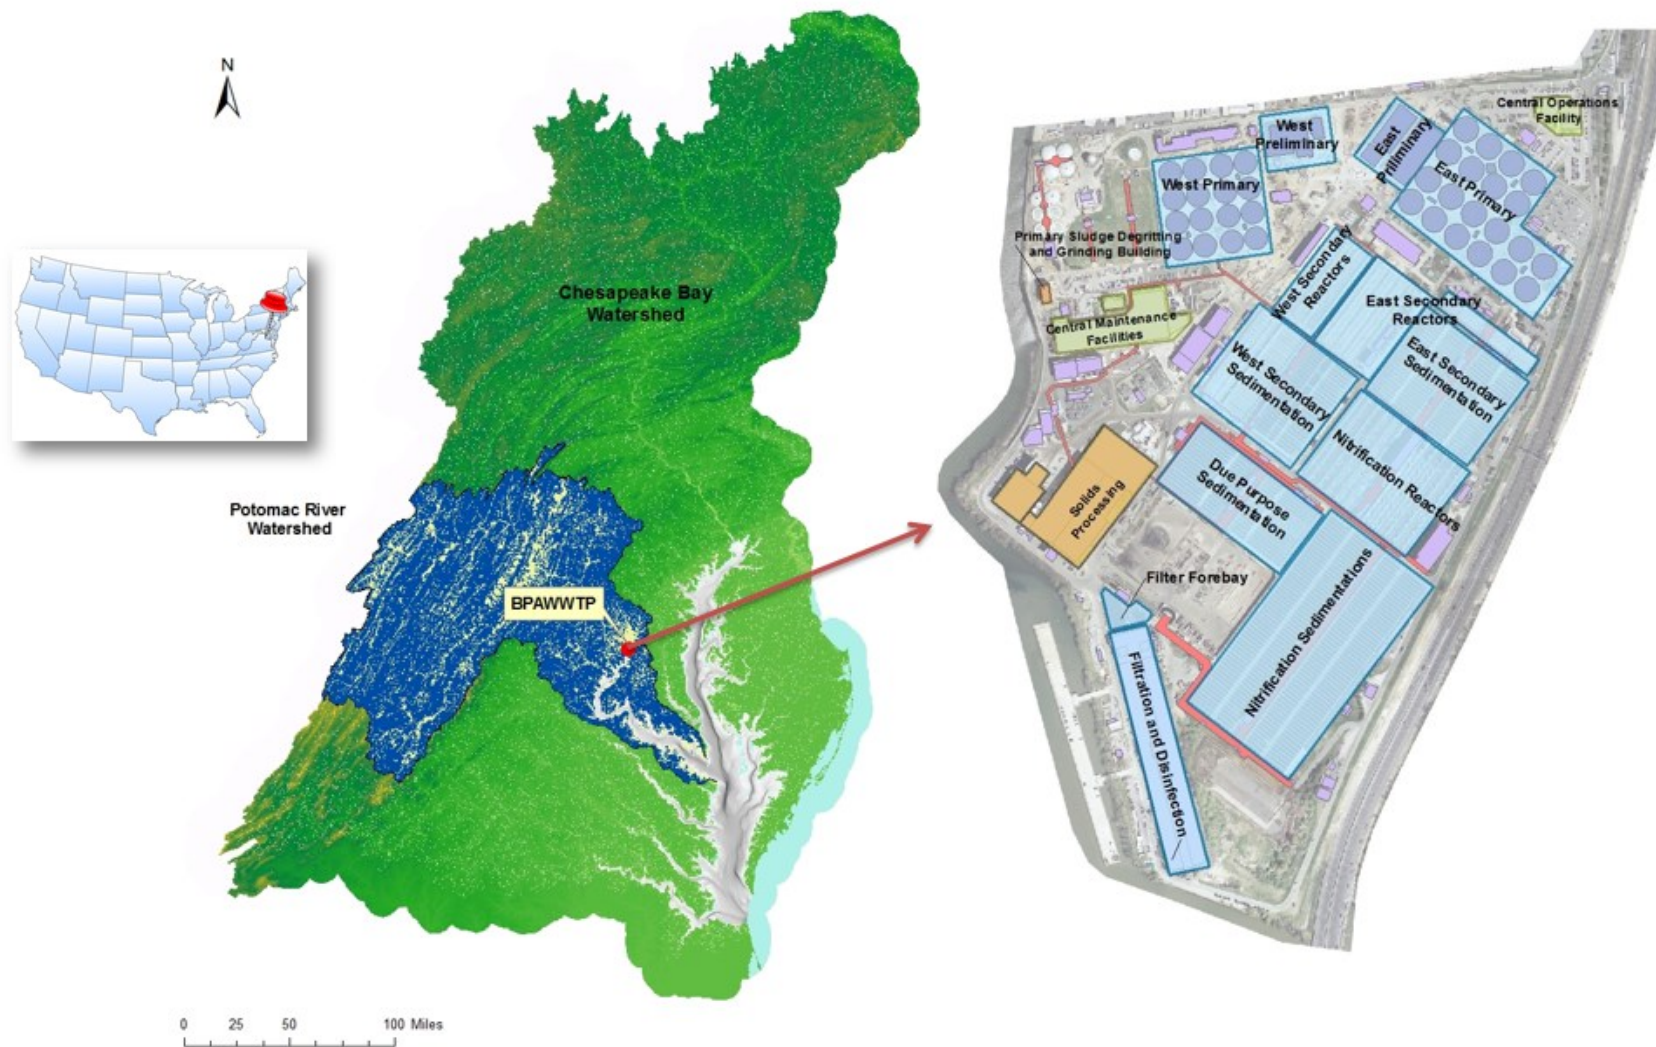 N
Chesapeake Bay
Watershed
Potomac River
Watershed
BPAWWTP
0 25 50 100 Miles
Central Operations
Facility
West
Preliminary
East
Priliminary
West Primary
East Primary
Primary Sludge Degritting
and Grinding Building
West Secondary
Reactors
East Secondary
Reactors
Central Maintenance
Facilities
West Secondary
Sedimentation
East Secondary
Sedimentation
Nitrification Reactors
Due Purpose
Sedimentation
Solids
Processing
Filter Forebay
Nitrification Sedimentations
Filtration and Disinfection